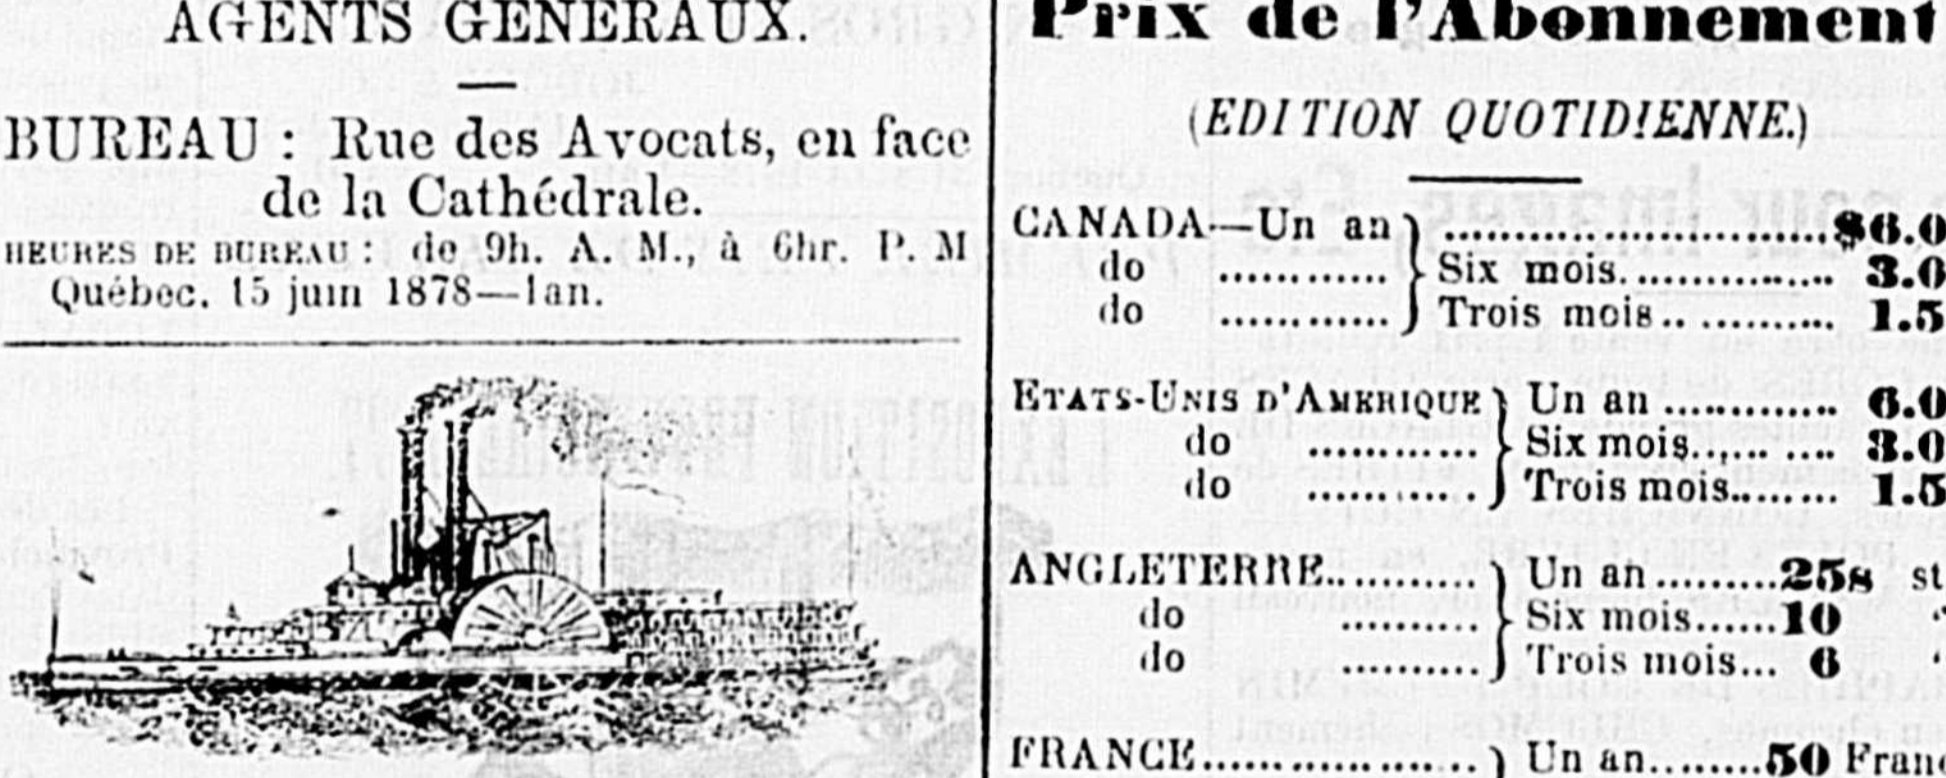 AGENTS GENERAUX.
BUREAU : Rue des Avocats, en face
de la Cathédrale.
HEURES DE BUREAU : de 9h. A. M., à 6hr. P. M
Québec, 15 juin 1878—1an.
Prix de l'Abonnement
(EDITION QUOTIDIENNE.)
CANADA—Un an} ..............................$6.0
do ............} Six mois................. 3.0
do ............} Trois mois .. .......... 1.5
ETATS-UNIS D'AMERIQUE} Un an .............. 6.0
do .............} Six mois....... .... 3.0
do .............} Trois mois......... 1.5
ANGLETERRE............} Un an .........25s st
do ..........} Six mois......10 "
do ..........} Trois mois... 6 "
FRANCE....................} Un an.........50 Fran